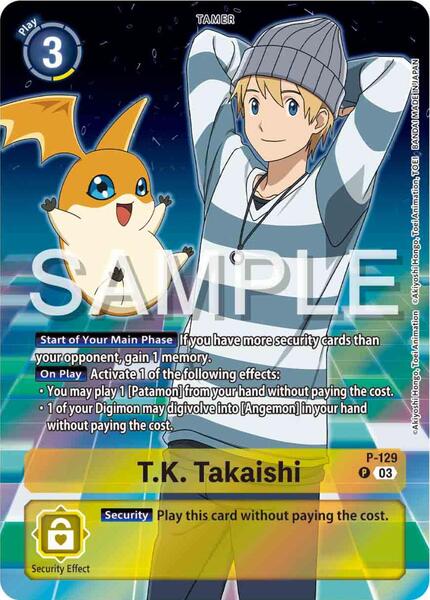 Play
3
TAMER
©Akiyoshi Hongo, Toei Animation ©Akiyoshi Hongo, Toei Animation, TOEI BANDAI MADE IN JAPAN
SAMPLE
Start of Your Main Phase If you have more security cards than
your opponent, gain 1 memory.
On Play Activate 1 of the following effects:
・You may play 1 [Patamon] from your hand without paying the cost.
・1 of your Digimon may digivolve into [Angemon] in your hand
without paying the cost.
P-129
T.K. Takaishi
P 03
Security Play this card without paying the cost.
Security Effect